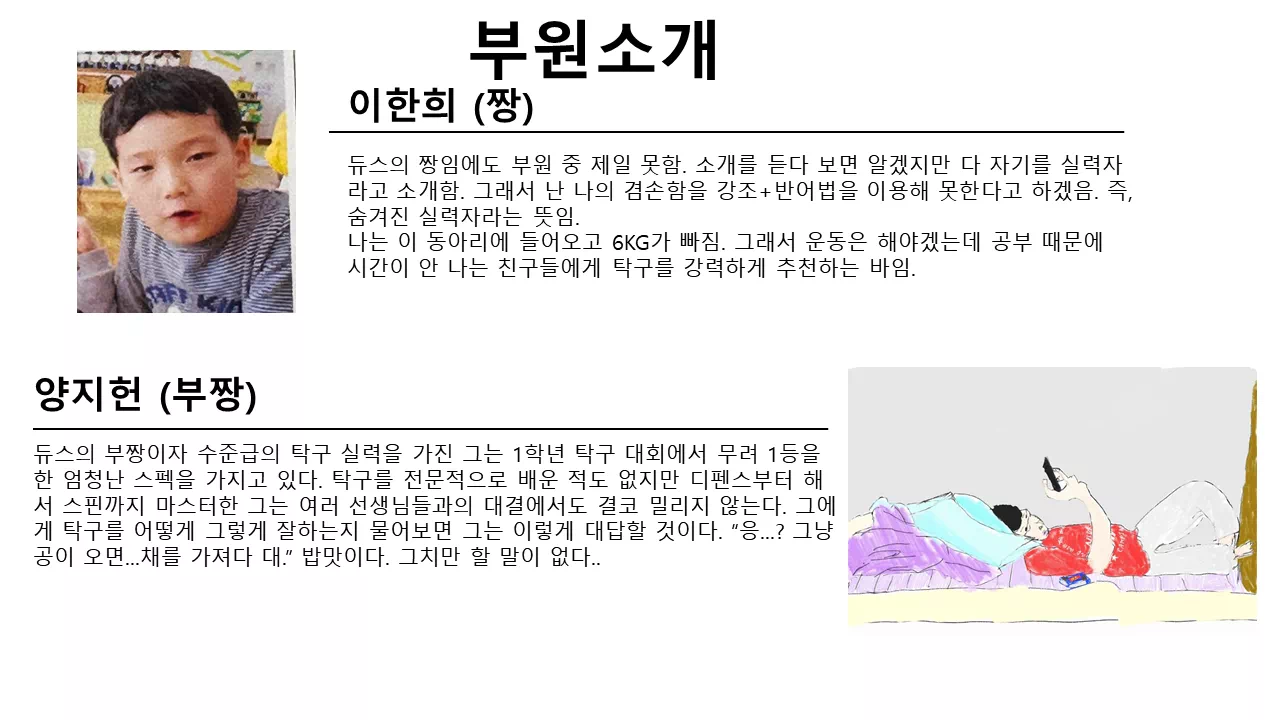 부원소개
이한희 (짱)
듀스의 짱임에도 부원 중 제일 못함. 소개를 듣다 보면 알겠지만 다 자기를 실력자
라고 소개함. 그래서 난 나의 겸손함을 강조+반어법을 이용해 못한다고 하겠음. 즉,
숨겨진 실력자라는 뜻임.
나는 이 동아리에 들어오고 6KG가 빠짐. 그래서 운동은 해야겠는데 공부 때문에
시간이 안 나는 친구들에게 탁구를 강력하게 추천하는 바임.
양지헌 (부짱)
듀스의 부짱이자 수준급의 탁구 실력을 가진 그는 1학년 탁구 대회에서 무려 1등을
한 엄청난 스펙을 가지고 있다. 탁구를 전문적으로 배운 적도 없지만 디펜스부터 해
서 스핀까지 마스터한 그는 여러 선생님들과의 대결에서도 결코 밀리지 않는다. 그에
게 탁구를 어떻게 그렇게 잘하는지 물어보면 그는 이렇게 대답할 것이다. "응...? 그냥
공이 오면...채를 가져다 대." 밥맛이다. 그치만 할 말이 없다..